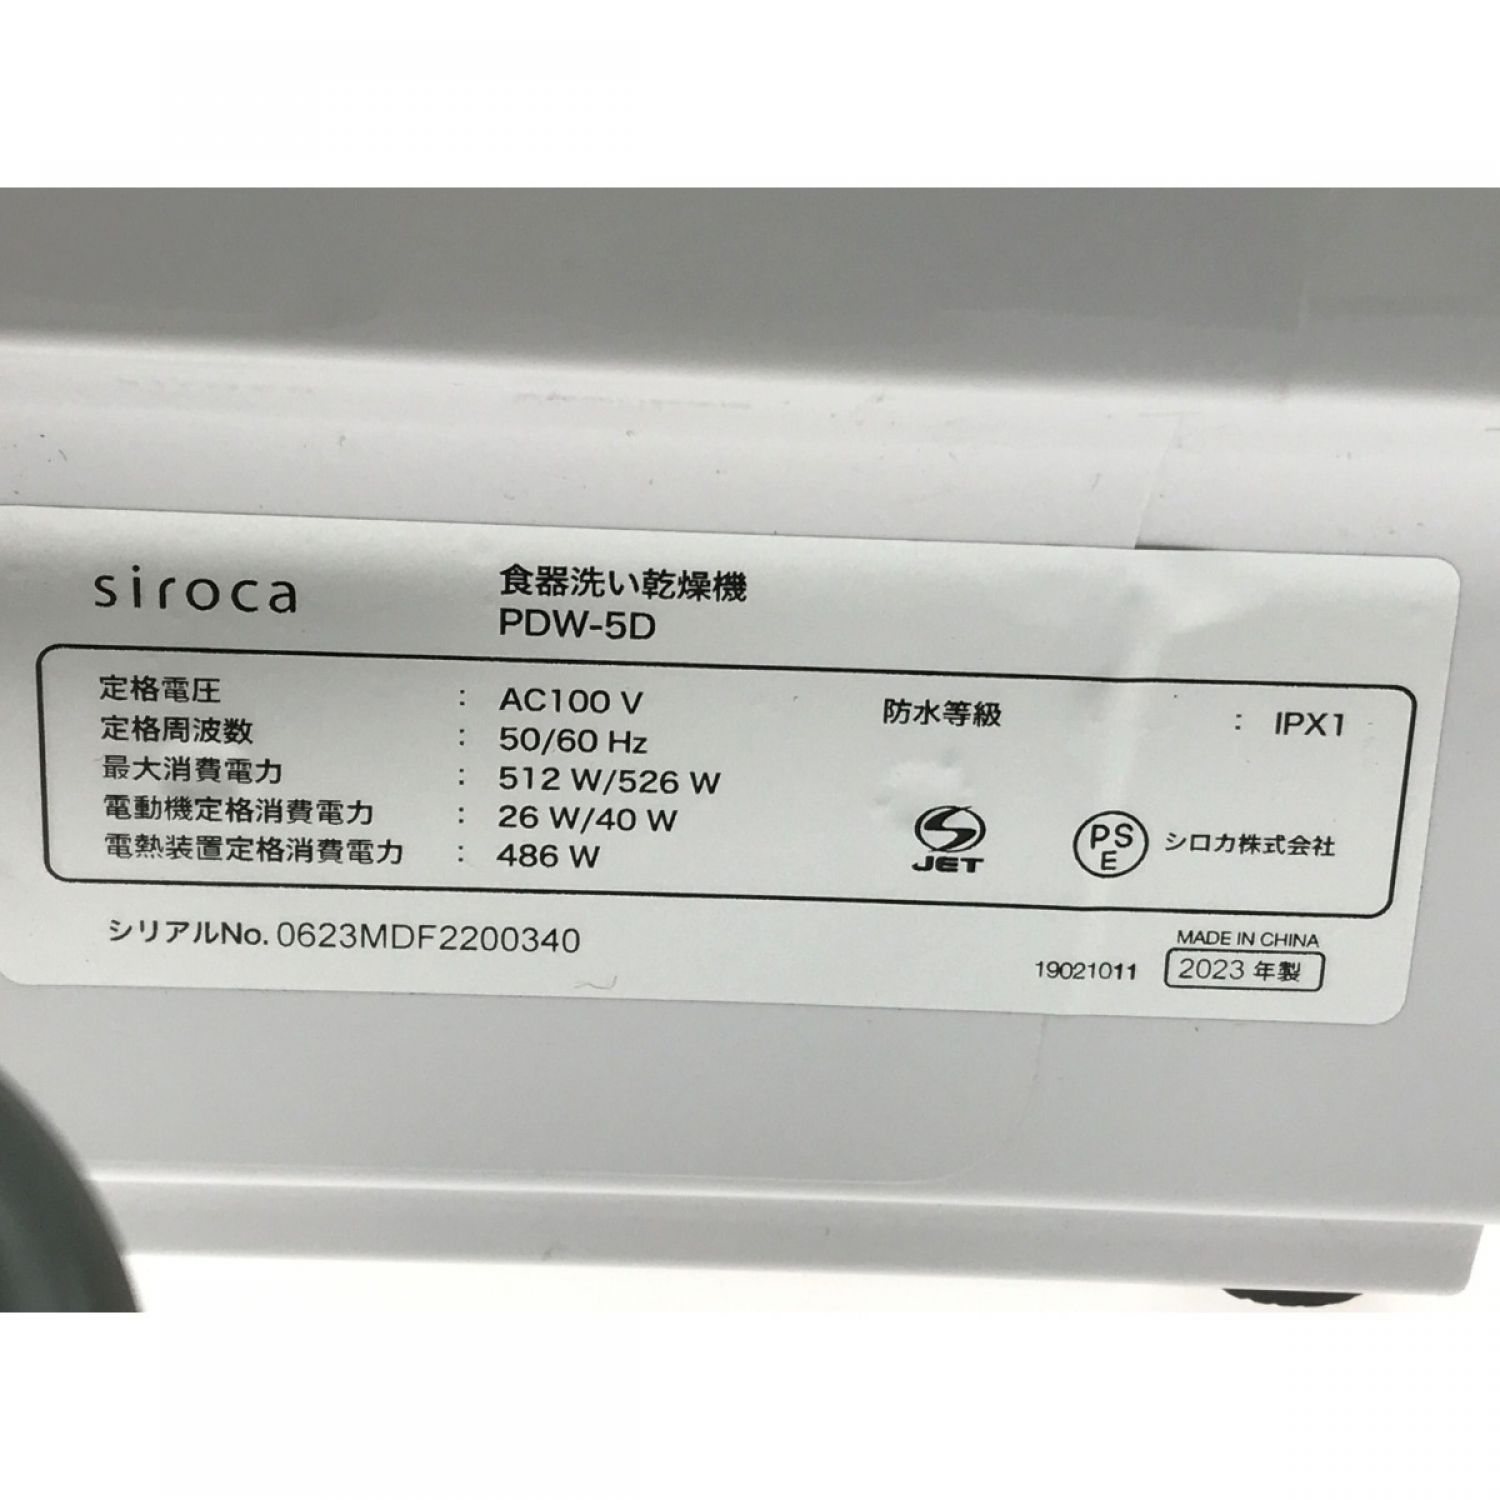 siroca
食器洗い乾燥機
PDW-5D
定格電圧 : AC100 V
定格周波数 : 50/60 Hz
最大消費電力 : 512 W/526 W
電動機定格消費電力 : 26 W/40 W
電熱装置定格消費電力 : 486 W
防水等級 : IPX1
JET
PS
E
シロカ株式会社
シリアルNo. 0623MDF2200340
MADE IN CHINA
19021011 2023 年製